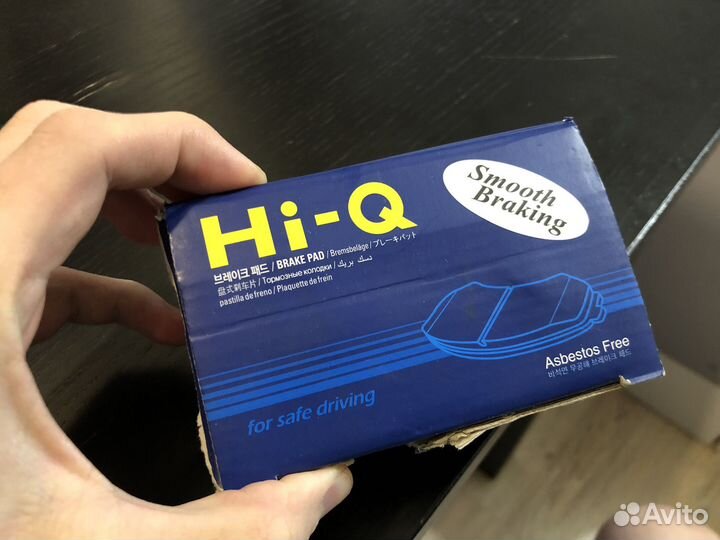 Hi-Q
Smooth
Braking
브레이크 패드 / BRAKE PAD / Bremsbeläge / ブレーキパット
盘式刹车片 / Тормозные колодки / دسك بريك
pastilla de freno / Plaquette de frein
Asbestos Free
비석면 무공해 브레이크 패드
for safe driving
Avito